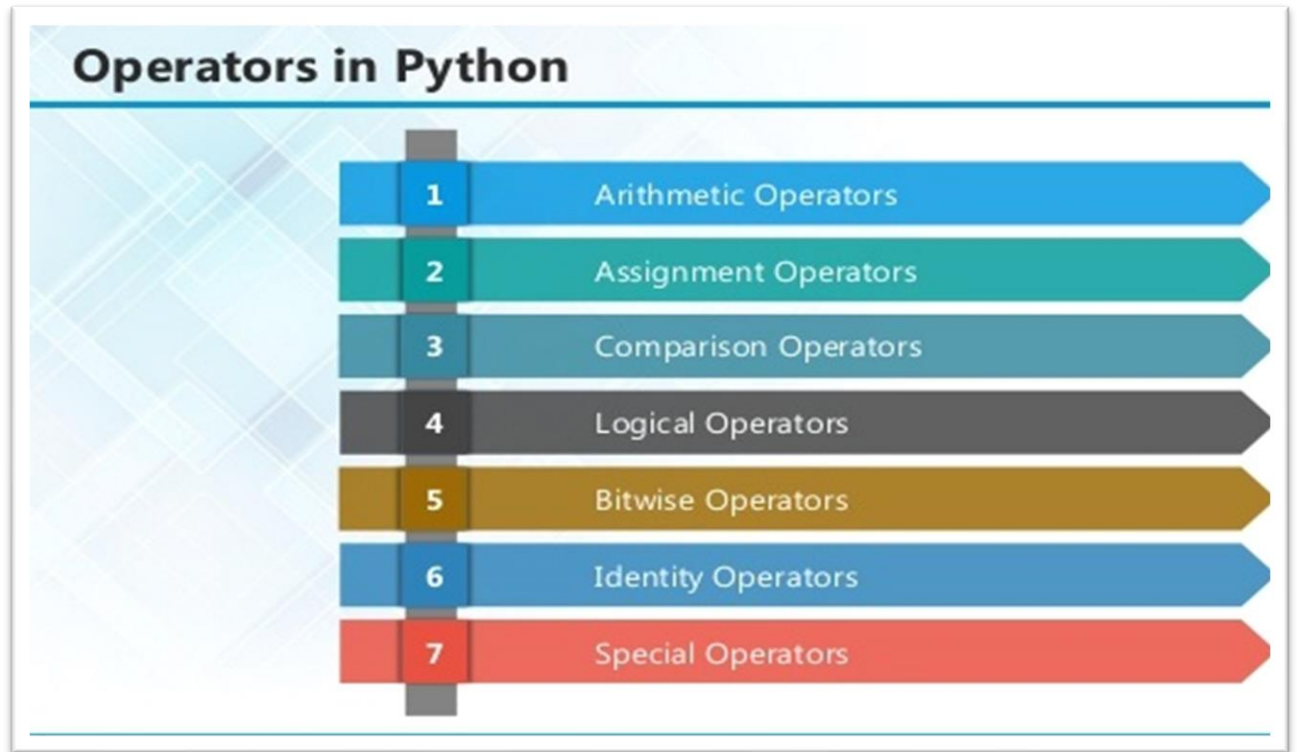 Operators in Python
1 Arithmetic Operators
2 Assignment Operators
3 Comparison Operators
4 Logical Operators
5 Bitwise Operators
6 Identity Operators
7 Special Operators